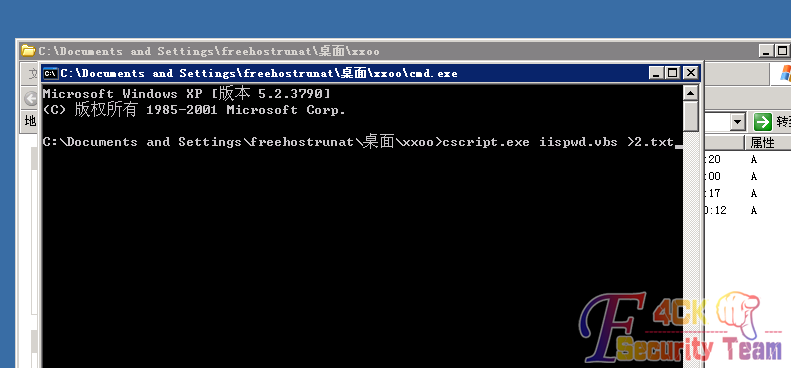 C:\Documents and Settings\freehostrunat\桌面\xxoo
C:\Documents and Settings\freehostrunat\桌面\xxoo\cmd.exe
Microsoft Windows XP [版本 5.2.3790]
(C) 版权所有 1985-2001 Microsoft Corp.
C:\Documents and Settings\freehostrunat\桌面\xxoo>cscript.exe iispwd.vbs >2.txt
转到
属性
:20 A
:00 A
:17 A
0:12 A
F4CK
Security Team